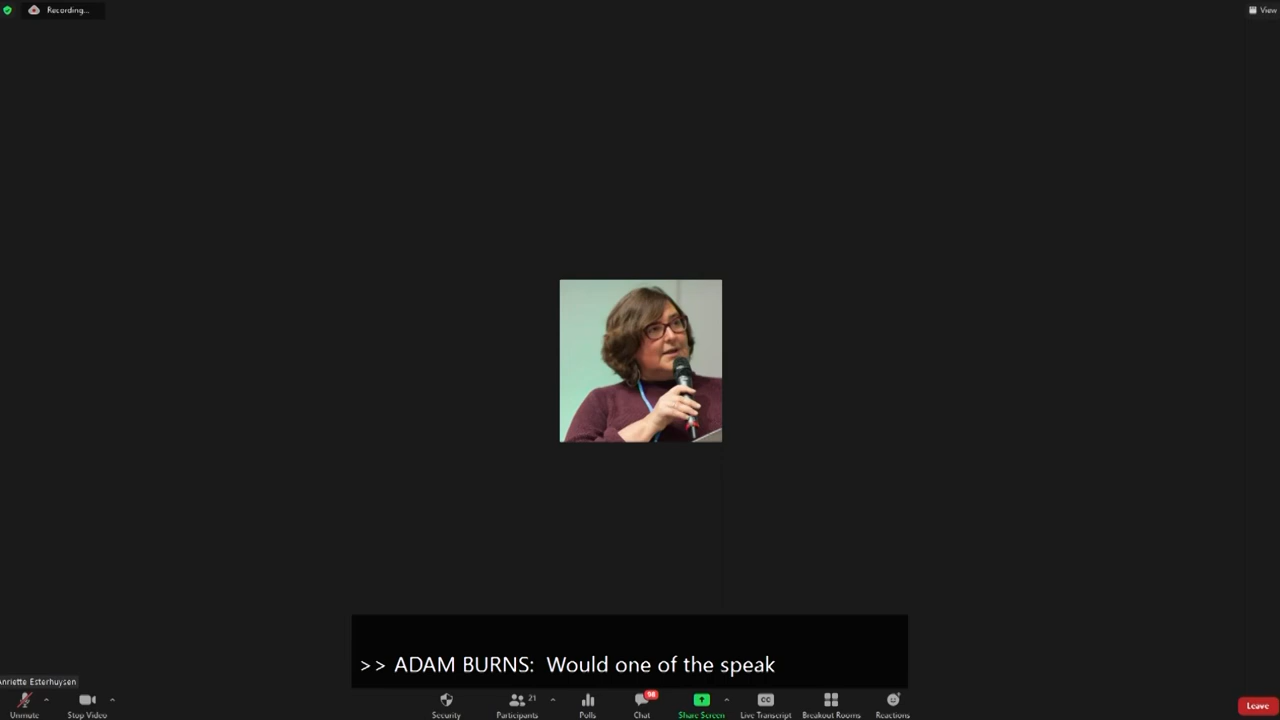 Recording...
View
>> ADAM BURNS: Would one of the speak
Anriette Esterhuysen
21
98
Unmute
Stop Video
Security
Participants
Polls
Chat
Share Screen
Live Transcript
Breakout Rooms
Reactions
Leave